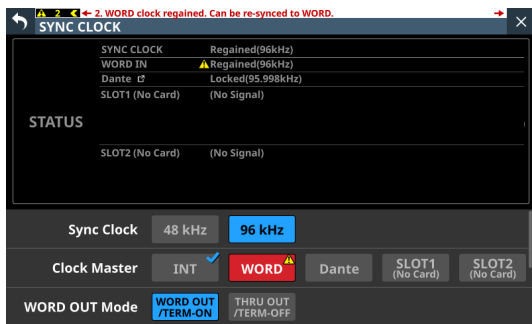 2 2. WORD clock regained. Can be re-synced to WORD.
SYNC CLOCK
SYNC CLOCK Regained(96kHz)
WORD IN Regained(96kHz)
Dante Locked(95.998kHz)
SLOT1 (No Card) (No Signal)
STATUS
SLOT2 (No Card) (No Signal)
Sync Clock 48 kHz 96 kHz
Clock Master INT WORD Dante SLOT1 (No Card) SLOT2 (No Card)
WORD OUT Mode WORD OUT /TERM-ON THRU OUT /TERM-OFF